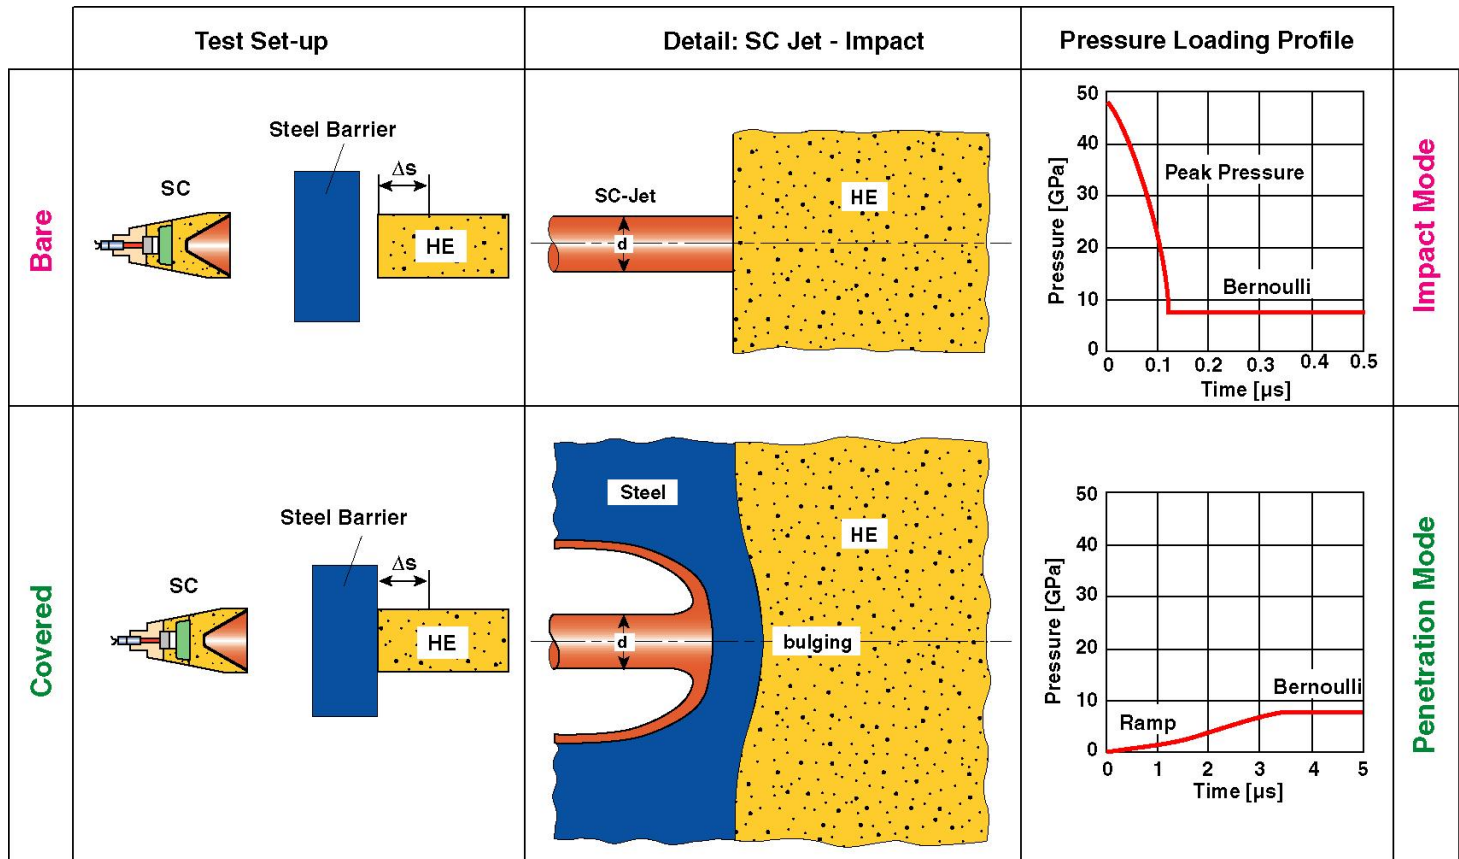 Test Set-up
Detail: SC Jet - Impact
Pressure Loading Profile
Bare
Steel Barrier
SC
Δs
HE
SC-Jet
d
HE
Pressure [GPa]
50
40
30
20
10
0
Peak Pressure
Bernoulli
0 0.1 0.2 0.3 0.4 0.5
Time [µs]
Impact Mode
Covered
Steel Barrier
SC
Δs
HE
Steel
HE
d
bulging
Pressure [GPa]
50
40
30
20
10
0
Ramp
Bernoulli
0 1 2 3 4 5
Time [µs]
Penetration Mode